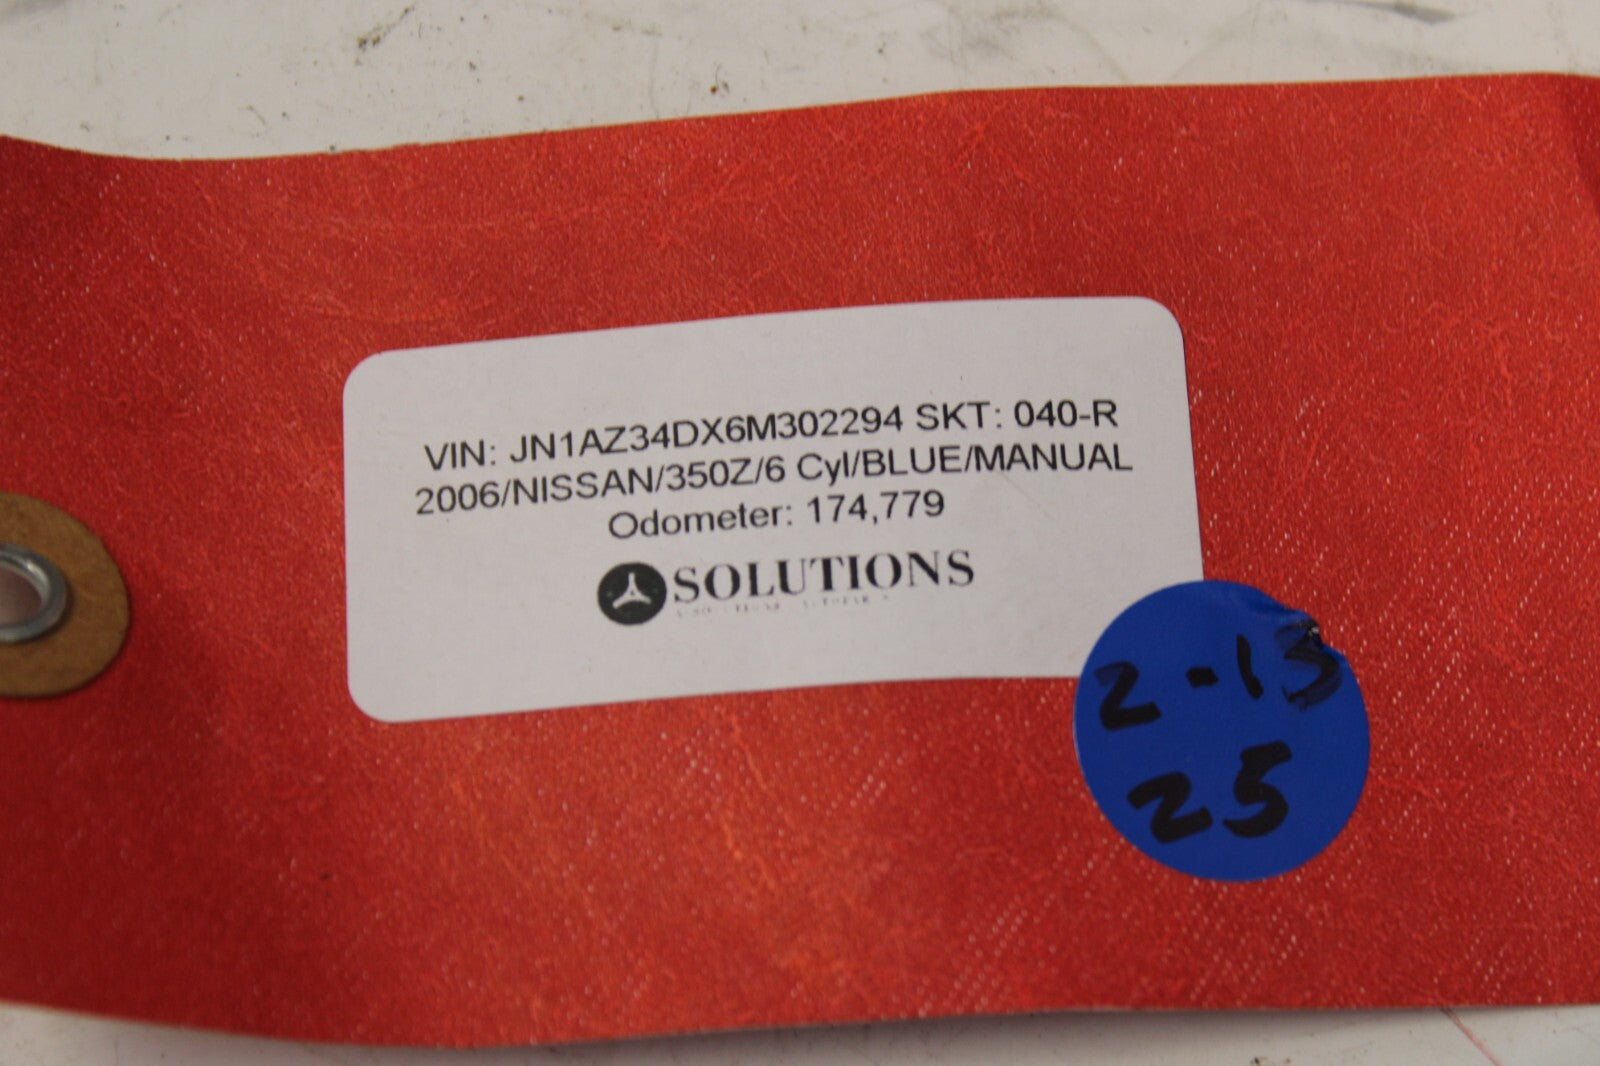 VIN: JN1AZ34DX6M302294 SKT: 040-R
2006/NISSAN/350Z/6 Cyl/BLUE/MANUAL
Odometer: 174,779
SOLUTIONS
2-13
25